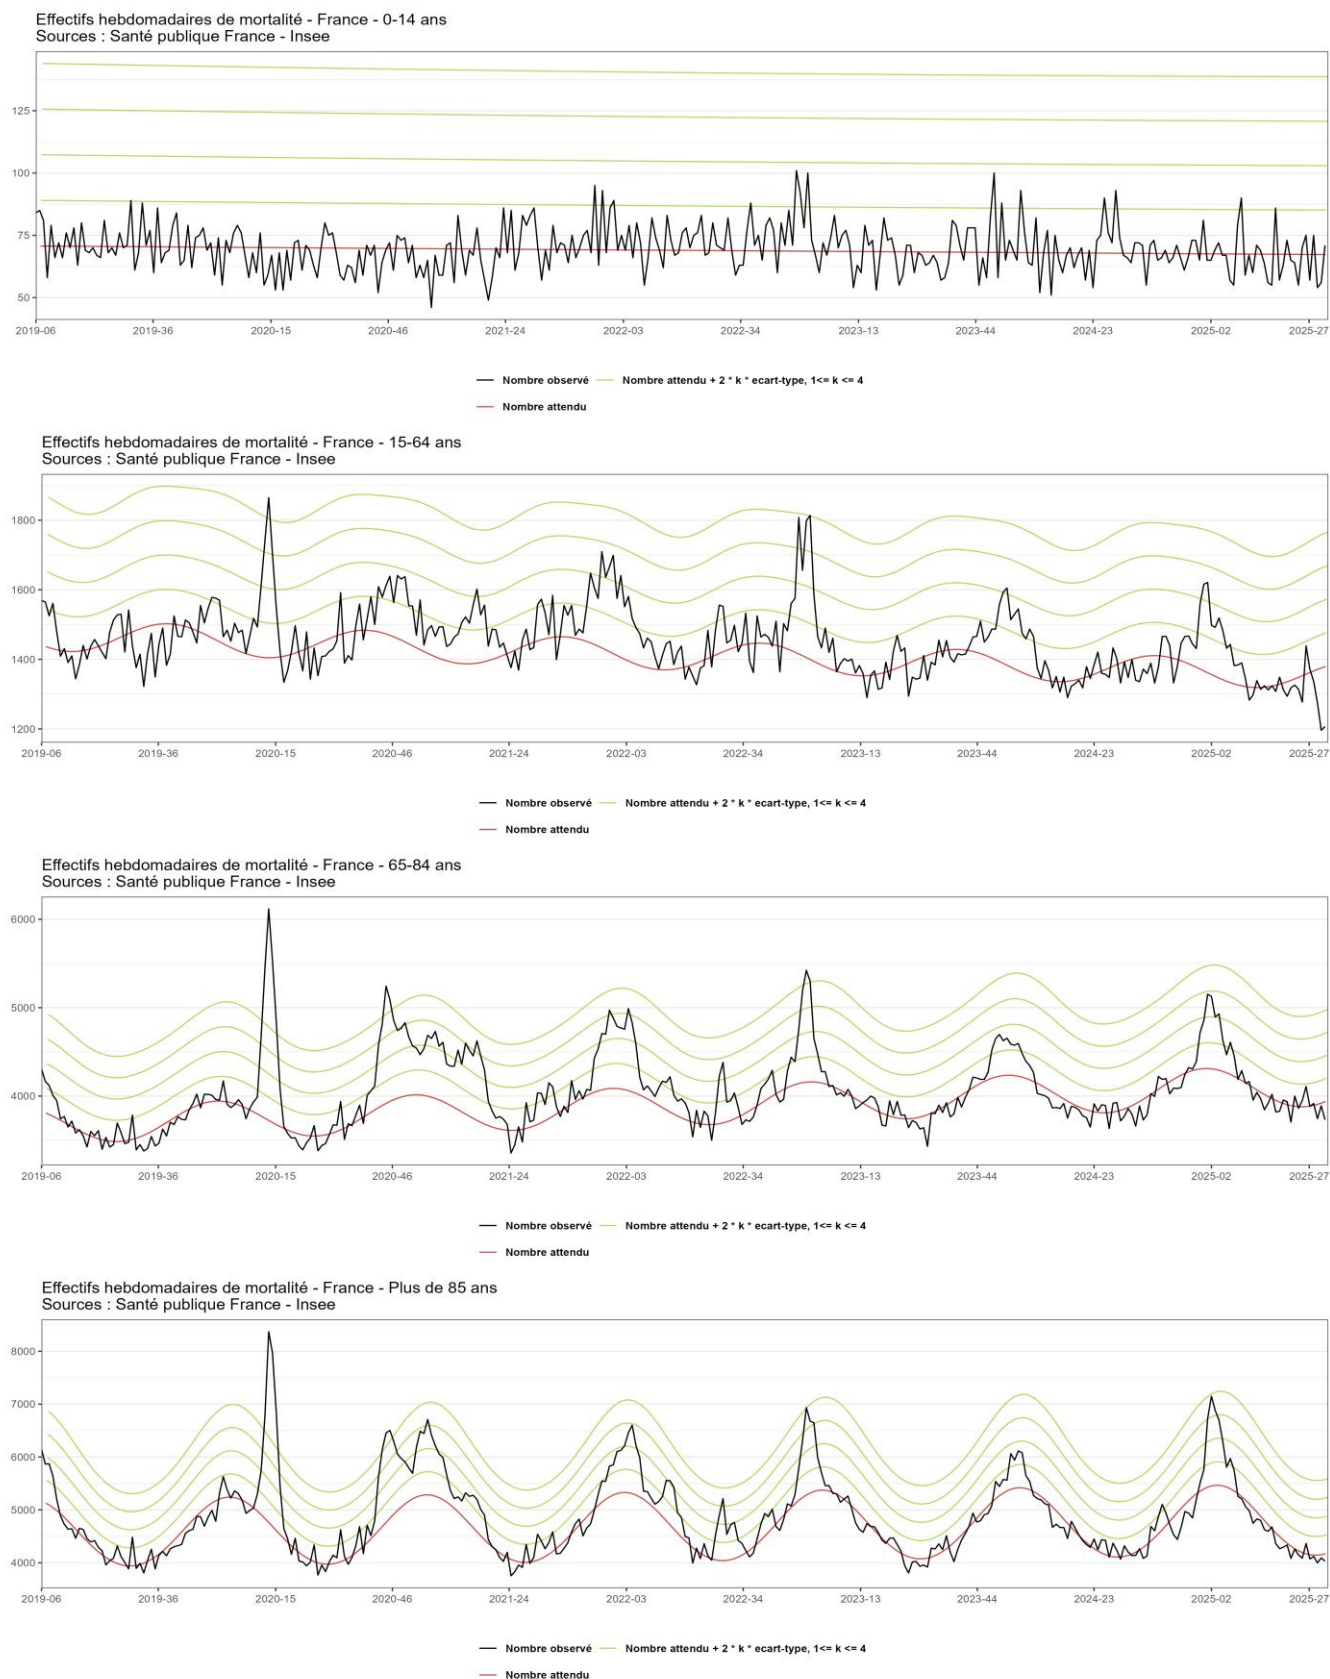 Effectifs hebdomadaires de mortalité - France - 0-14 ans
Sources : Santé publique France - Insee
125
100
75
50
2019-06 2019-36 2020-15 2020-46 2021-24 2022-03 2022-34 2023-13 2023-44 2024-23 2025-02 2025-27
Nombre observé Nombre attendu + 2 * k * ecart-type, 1<= k <= 4
Nombre attendu
Effectifs hebdomadaires de mortalité - France - 15-64 ans
Sources : Santé publique France - Insee
1800
1600
1400
1200
2019-06 2019-36 2020-15 2020-46 2021-24 2022-03 2022-34 2023-13 2023-44 2024-23 2025-02 2025-27
Nombre observé Nombre attendu + 2 * k * ecart-type, 1<= k <= 4
Nombre attendu
Effectifs hebdomadaires de mortalité - France - 65-84 ans
Sources : Santé publique France - Insee
6000
5000
4000
2019-06 2019-36 2020-15 2020-46 2021-24 2022-03 2022-34 2023-13 2023-44 2024-23 2025-02 2025-27
Nombre observé Nombre attendu + 2 * k * ecart-type, 1<= k <= 4
Nombre attendu
Effectifs hebdomadaires de mortalité - France - Plus de 85 ans
Sources : Santé publique France - Insee
8000
7000
6000
5000
4000
2019-06 2019-36 2020-15 2020-46 2021-24 2022-03 2022-34 2023-13 2023-44 2024-23 2025-02 2025-27
Nombre observé Nombre attendu + 2 * k * ecart-type, 1<= k <= 4
Nombre attendu